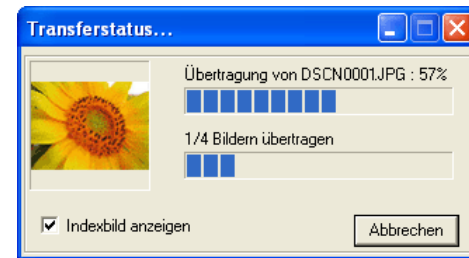 Transferstatus...
Übertragung von DSCN0001.JPG : 57%
1/4 Bildern übertragen
Indexbild anzeigen
Abbrechen